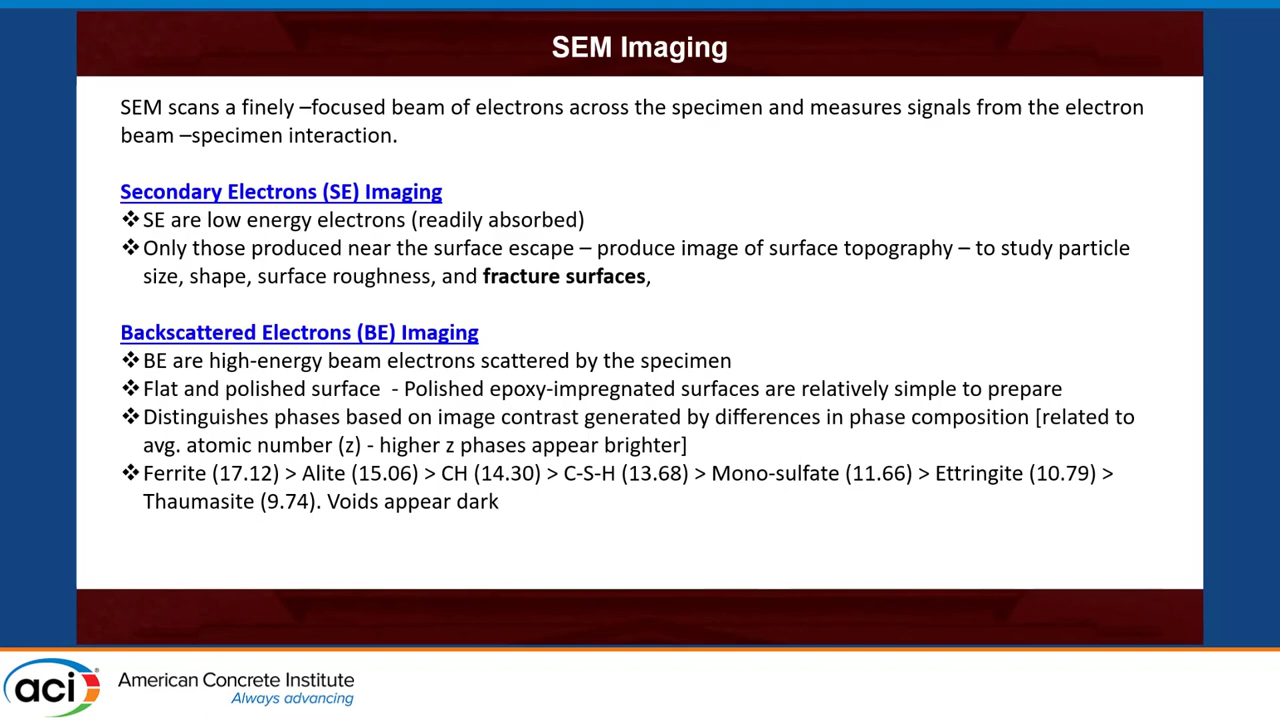 SEM Imaging
SEM scans a finely –focused beam of electrons across the specimen and measures signals from the electron
beam –specimen interaction.
Secondary Electrons (SE) Imaging
❖SE are low energy electrons (readily absorbed)
❖Only those produced near the surface escape – produce image of surface topography – to study particle
size, shape, surface roughness, and fracture surfaces,
Backscattered Electrons (BE) Imaging
❖BE are high-energy beam electrons scattered by the specimen
❖Flat and polished surface - Polished epoxy-impregnated surfaces are relatively simple to prepare
❖Distinguishes phases based on image contrast generated by differences in phase composition [related to
avg. atomic number (z) - higher z phases appear brighter]
❖Ferrite (17.12) > Alite (15.06) > CH (14.30) > C-S-H (13.68) > Mono-sulfate (11.66) > Ettringite (10.79) >
Thaumasite (9.74). Voids appear dark
aci®
American Concrete Institute
Always advancing